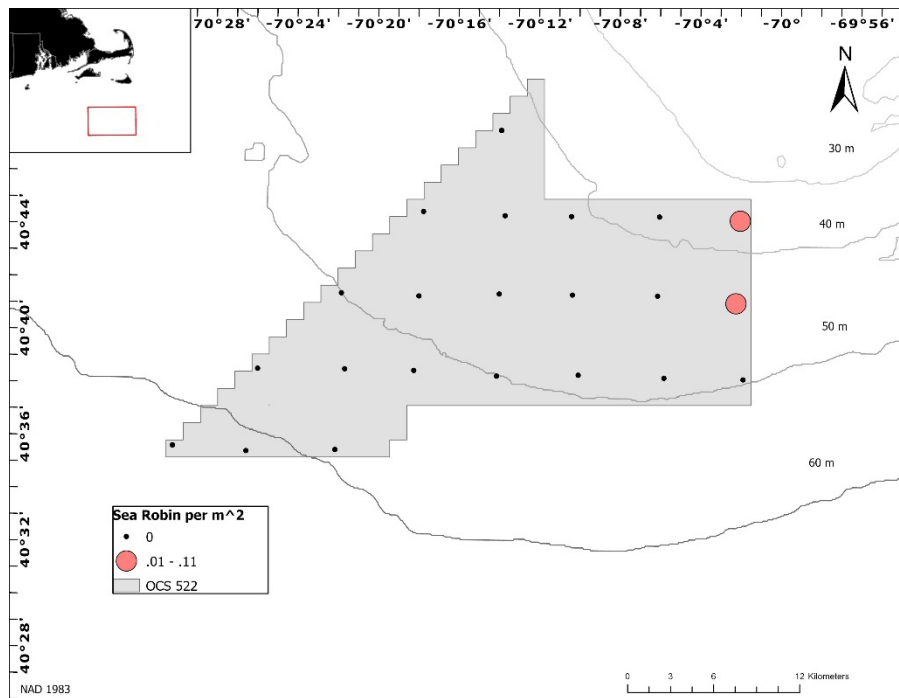 -70°28' -70°24' -70°20' -70°16' -70°12' -70°8' -70°4' -70° -69°56'
N
30 m
40°44'
40 m
40°40'
50 m
40°36'
60 m
40°32'
Sea Robin per m^2
0
.01 - .11
OCS 522
40°28'
0 3 6 12 Kilometers
NAD 1983